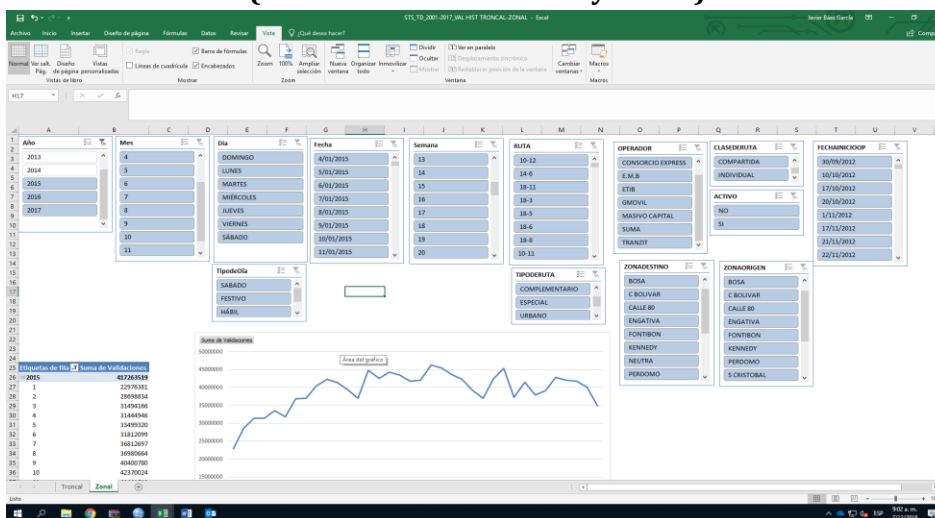 STS_TD_2001-2017_VAL HIST TRONCAL-ZONAL - Excel
Javier Báez García
Archivo Inicio Insertar Diseño de página Fórmulas Datos Revisar Vista ¿Qué desea hacer?
Normal Ver salt. Pág. Diseño de página Vistas personalizadas
Regla
Barra de fórmulas
Líneas de cuadrícula
Encabezados
Zoom 100% Ampliar selección
Nueva ventana Organizar todo Inmovilizar
Dividir
Ocultar
Mostrar
Ver en paralelo
Desplazamiento sincrónico
Restablecer posición de la ventana
Cambiar ventanas
Macros
Vistas de libro Mostrar Zoom Ventana Macros
H17
A B C D E F G H I J K L M N O P Q R S T U V
Año
2013
2014
2015
2016
2017
Mes
4
5
6
7
8
9
10
11
Día
DOMINGO
LUNES
MARTES
MIÉRCOLES
JUEVES
VIERNES
SÁBADO
Fecha
4/01/2015
5/01/2015
6/01/2015
7/01/2015
8/01/2015
9/01/2015
10/01/2015
11/01/2015
Semana
13
14
15
16
17
18
19
20
RUTA
10-12
14-6
18-11
18-3
18-5
18-6
18-8
10-11
OPERADOR
CONSORCIO EXPRESS
E.M.B
ETIB
GMOVIL
MASIVO CAPITAL
SUMA
TRANZIT
CLASEDERUTA
COMPARTIDA
INDIVIDUAL
ACTIVO
NO
SI
FECHAINICIOOP
30/09/2012
10/10/2012
17/10/2012
20/10/2012
1/11/2012
17/11/2012
21/11/2012
22/11/2012
TipodeDía
SABADO
FESTIVO
HÁBIL
TIPODERUTA
COMPLEMENTARIO
ESPECIAL
URBANO
ZONADESTINO
BOSA
C BOLIVAR
CALLE 80
ENGATIVA
FONTIBON
KENNEDY
NEUTRA
PERDOMO
ZONAORIGEN
BOSA
C BOLIVAR
CALLE 80
ENGATIVA
FONTIBON
KENNEDY
PERDOMO
S CRISTOBAL
Suma de Validaciones
50000000
45000000
40000000
35000000
30000000
25000000
20000000
15000000
Área del gráfico
Etiquetas de fila Suma de Validaciones
2015 417263519
1 22976381
2 28698834
3 31494166
4 31444946
5 33499320
6 31812099
7 36812697
8 36980664
9 40400780
10 42370024
Troncal Zonal
Listo
ESP
9:02 a. m.